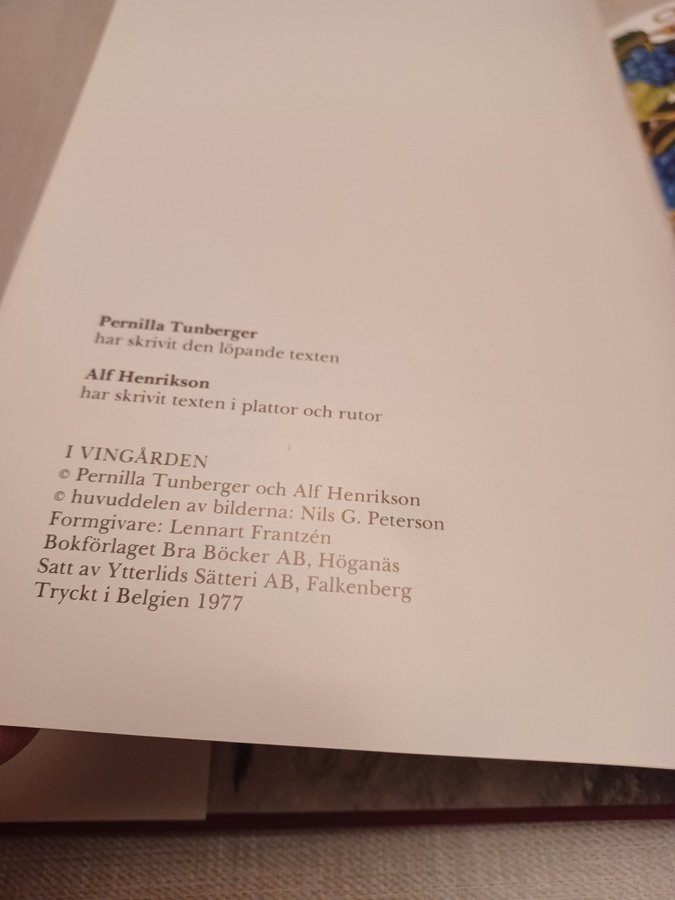 Pernilla Tunberger
har skrivit den löpande texten
Alf Henrikson
har skrivit texten i plattor och rutor
I VINGÅRDEN
© Pernilla Tunberger och Alf Henrikson
© huvuddelen av bilderna: Nils G. Peterson
Formgivare: Lennart Frantzén
Bokförlaget Bra Böcker AB, Höganäs
Satt av Ytterlids Sätteri AB, Falkenberg
Tryckt i Belgien 1977